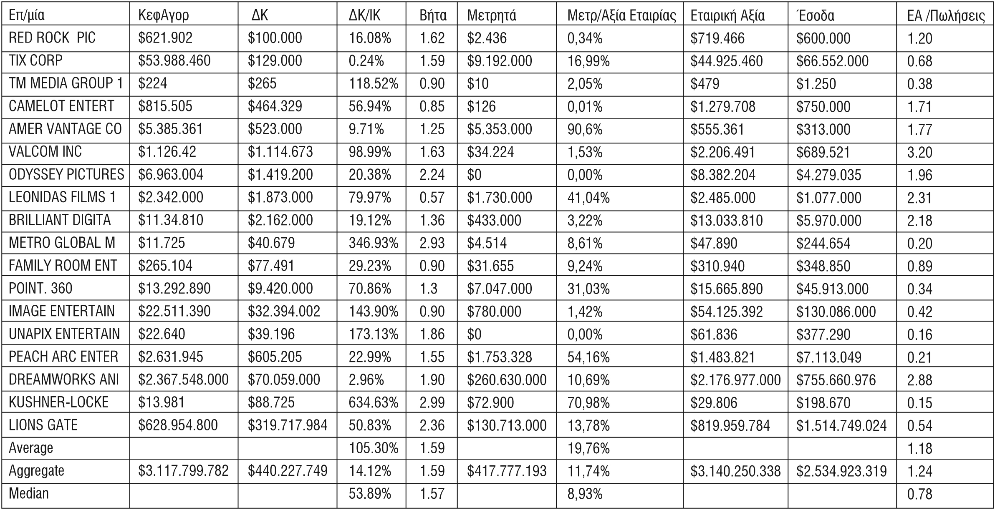 Επ/μία ΚεφΑγορ ΔΚ ΔΚ/ΙΚ Βήτα Μετρητά Μετρ/Αξία Εταιρίας Εταιρική Αξία Έσοδα ΕΑ /Πωλήσεις
RED ROCK PIC $621.902 $100.000 16.08% 1.62 $2.436 0,34% $719.466 $600.000 1.20
TIX CORP $53.988.460 $129.000 0.24% 1.59 $9.192.000 16,99% $44.925.460 $66.552.000 0.68
TM MEDIA GROUP 1 $224 $265 118.52% 0.90 $10 2,05% $479 $1.250 0.38
CAMELOT ENTERT $815.505 $464.329 56.94% 0.85 $126 0,01% $1.279.708 $750.000 1.71
AMER VANTAGE CO $5.385.361 $523.000 9.71% 1.25 $5.353.000 90,6% $555.361 $313.000 1.77
VALCOM INC $1.126.42 $1.114.673 98.99% 1.63 $34.224 1,53% $2.206.491 $689.521 3.20
ODYSSEY PICTURES $6.963.004 $1.419.200 20.38% 2.24 $0 0,00% $8.382.204 $4.279.035 1.96
LEONIDAS FILMS 1 $2.342.000 $1.873.000 79.97% 0.57 $1.730.000 41,04% $2.485.000 $1.077.000 2.31
BRILLIANT DIGITA $11.34.810 $2.162.000 19.12% 1.36 $433.000 3,22% $13.033.810 $5.970.000 2.18
METRO GLOBAL M $11.725 $40.679 346.93% 2.93 $4.514 8,61% $47.890 $244.654 0.20
FAMILY ROOM ENT $265.104 $77.491 29.23% 0.90 $31.655 9,24% $310.940 $348.850 0.89
POINT. 360 $13.292.890 $9.420.000 70.86% 1.3 $7.047.000 31,03% $15.665.890 $45.913.000 0.34
IMAGE ENTERTAIN $22.511.390 $32.394.002 143.90% 0.90 $780.000 1,42% $54.125.392 $130.086.000 0.42
UNAPIX ENTERTAIN $22.640 $39.196 173.13% 1.86 $0 0,00% $61.836 $377.290 0.16
PEACH ARC ENTER $2.631.945 $605.205 22.99% 1.55 $1.753.328 54,16% $1.483.821 $7.113.049 0.21
DREAMWORKS ANI $2.367.548.000 $70.059.000 2.96% 1.90 $260.630.000 10,69% $2.176.977.000 $755.660.976 2.88
KUSHNER-LOCKE $13.981 $88.725 634.63% 2.99 $72.900 70,98% $29.806 $198.670 0.15
LIONS GATE $628.954.800 $319.717.984 50.83% 2.36 $130.713.000 13,78% $819.959.784 $1.514.749.024 0.54
Average 105.30% 1.59 19,76% 1.18
Aggregate $3.117.799.782 $440.227.749 14.12% 1.59 $417.777.193 11,74% $3.140.250.338 $2.534.923.319 1.24
Median 53.89% 1.57 8,93% 0.78